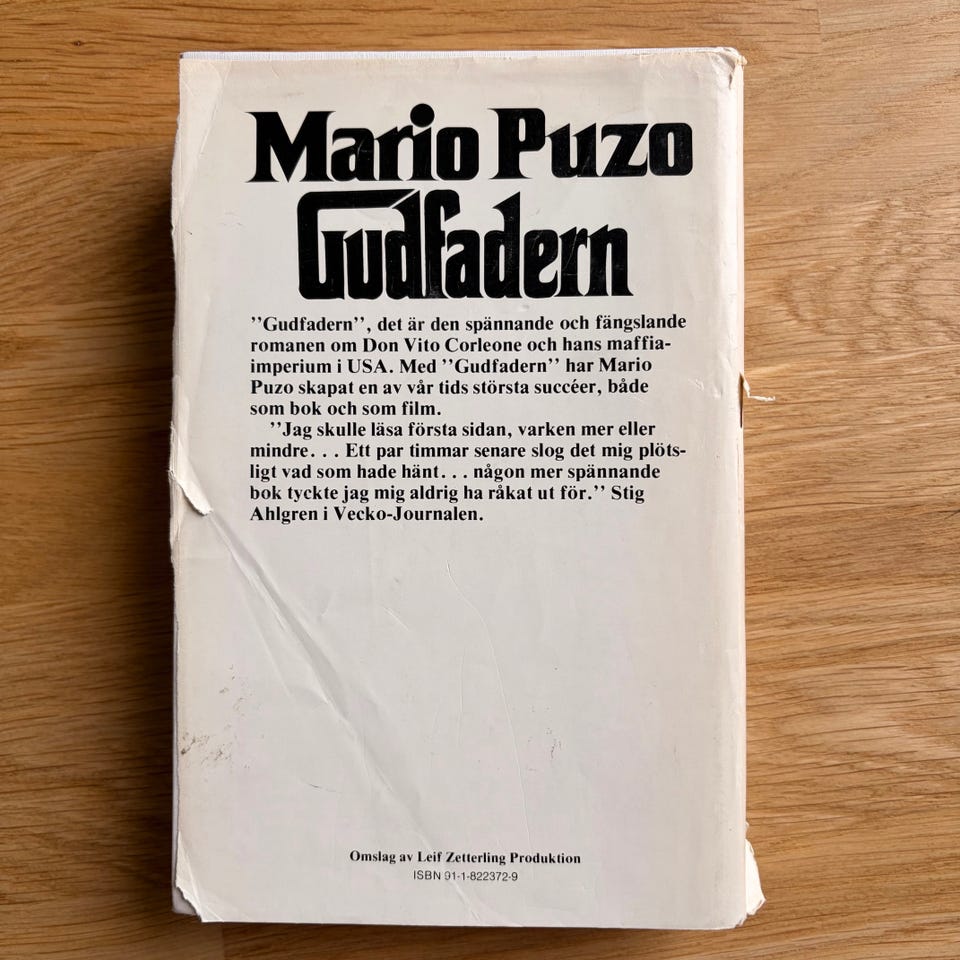 Mario Puzo
Gudfadern
”Gudfadern”, det är den spännande och fängslande
romanen om Don Vito Corleone och hans maffia-
imperium i USA. Med ”Gudfadern” har Mario
Puzo skapat en av vår tids största succéer, både
som bok och som film.
”Jag skulle läsa första sidan, varken mer eller
mindre... Ett par timmar senare slog det mig plöts-
ligt vad som hade hänt... någon mer spännande
bok tyckte jag mig aldrig ha råkat ut för.” Stig
Ahlgren i Vecko-Journalen.
Omslag av Leif Zetterling Produktion
ISBN 91-1-822372-9